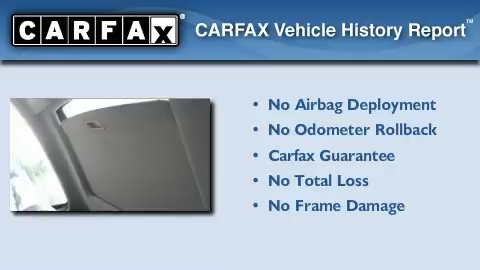 CARFAX®
CARFAX Vehicle History Report™
• No Airbag Deployment
• No Odometer Rollback
• Carfax Guarantee
• No Total Loss
• No Frame Damage